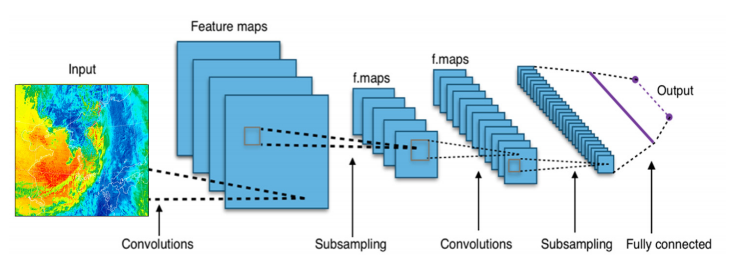 Feature maps
Input
f.maps
f.maps
Output
Convolutions
Subsampling
Convolutions
Subsampling
Fully connected